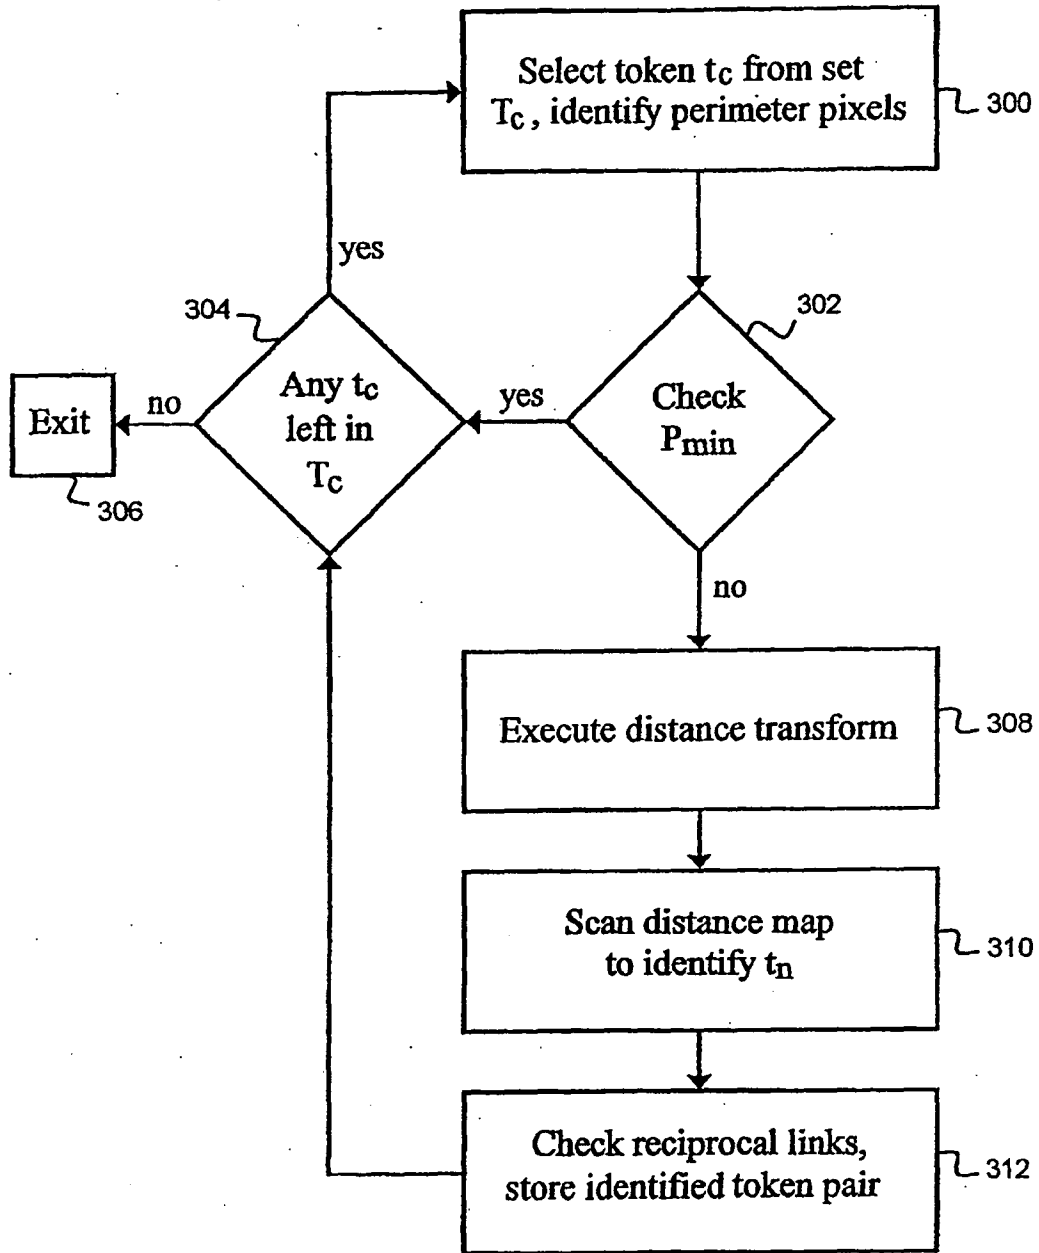 Select token tc from set
Tc, identify perimeter pixels
300
yes
304
302
Any tc
left in
Tc
yes
Check
Pmin
no
Exit
306
no
Execute distance transform
308
Scan distance map
to identify tn
310
Check reciprocal links,
store identified token pair
312